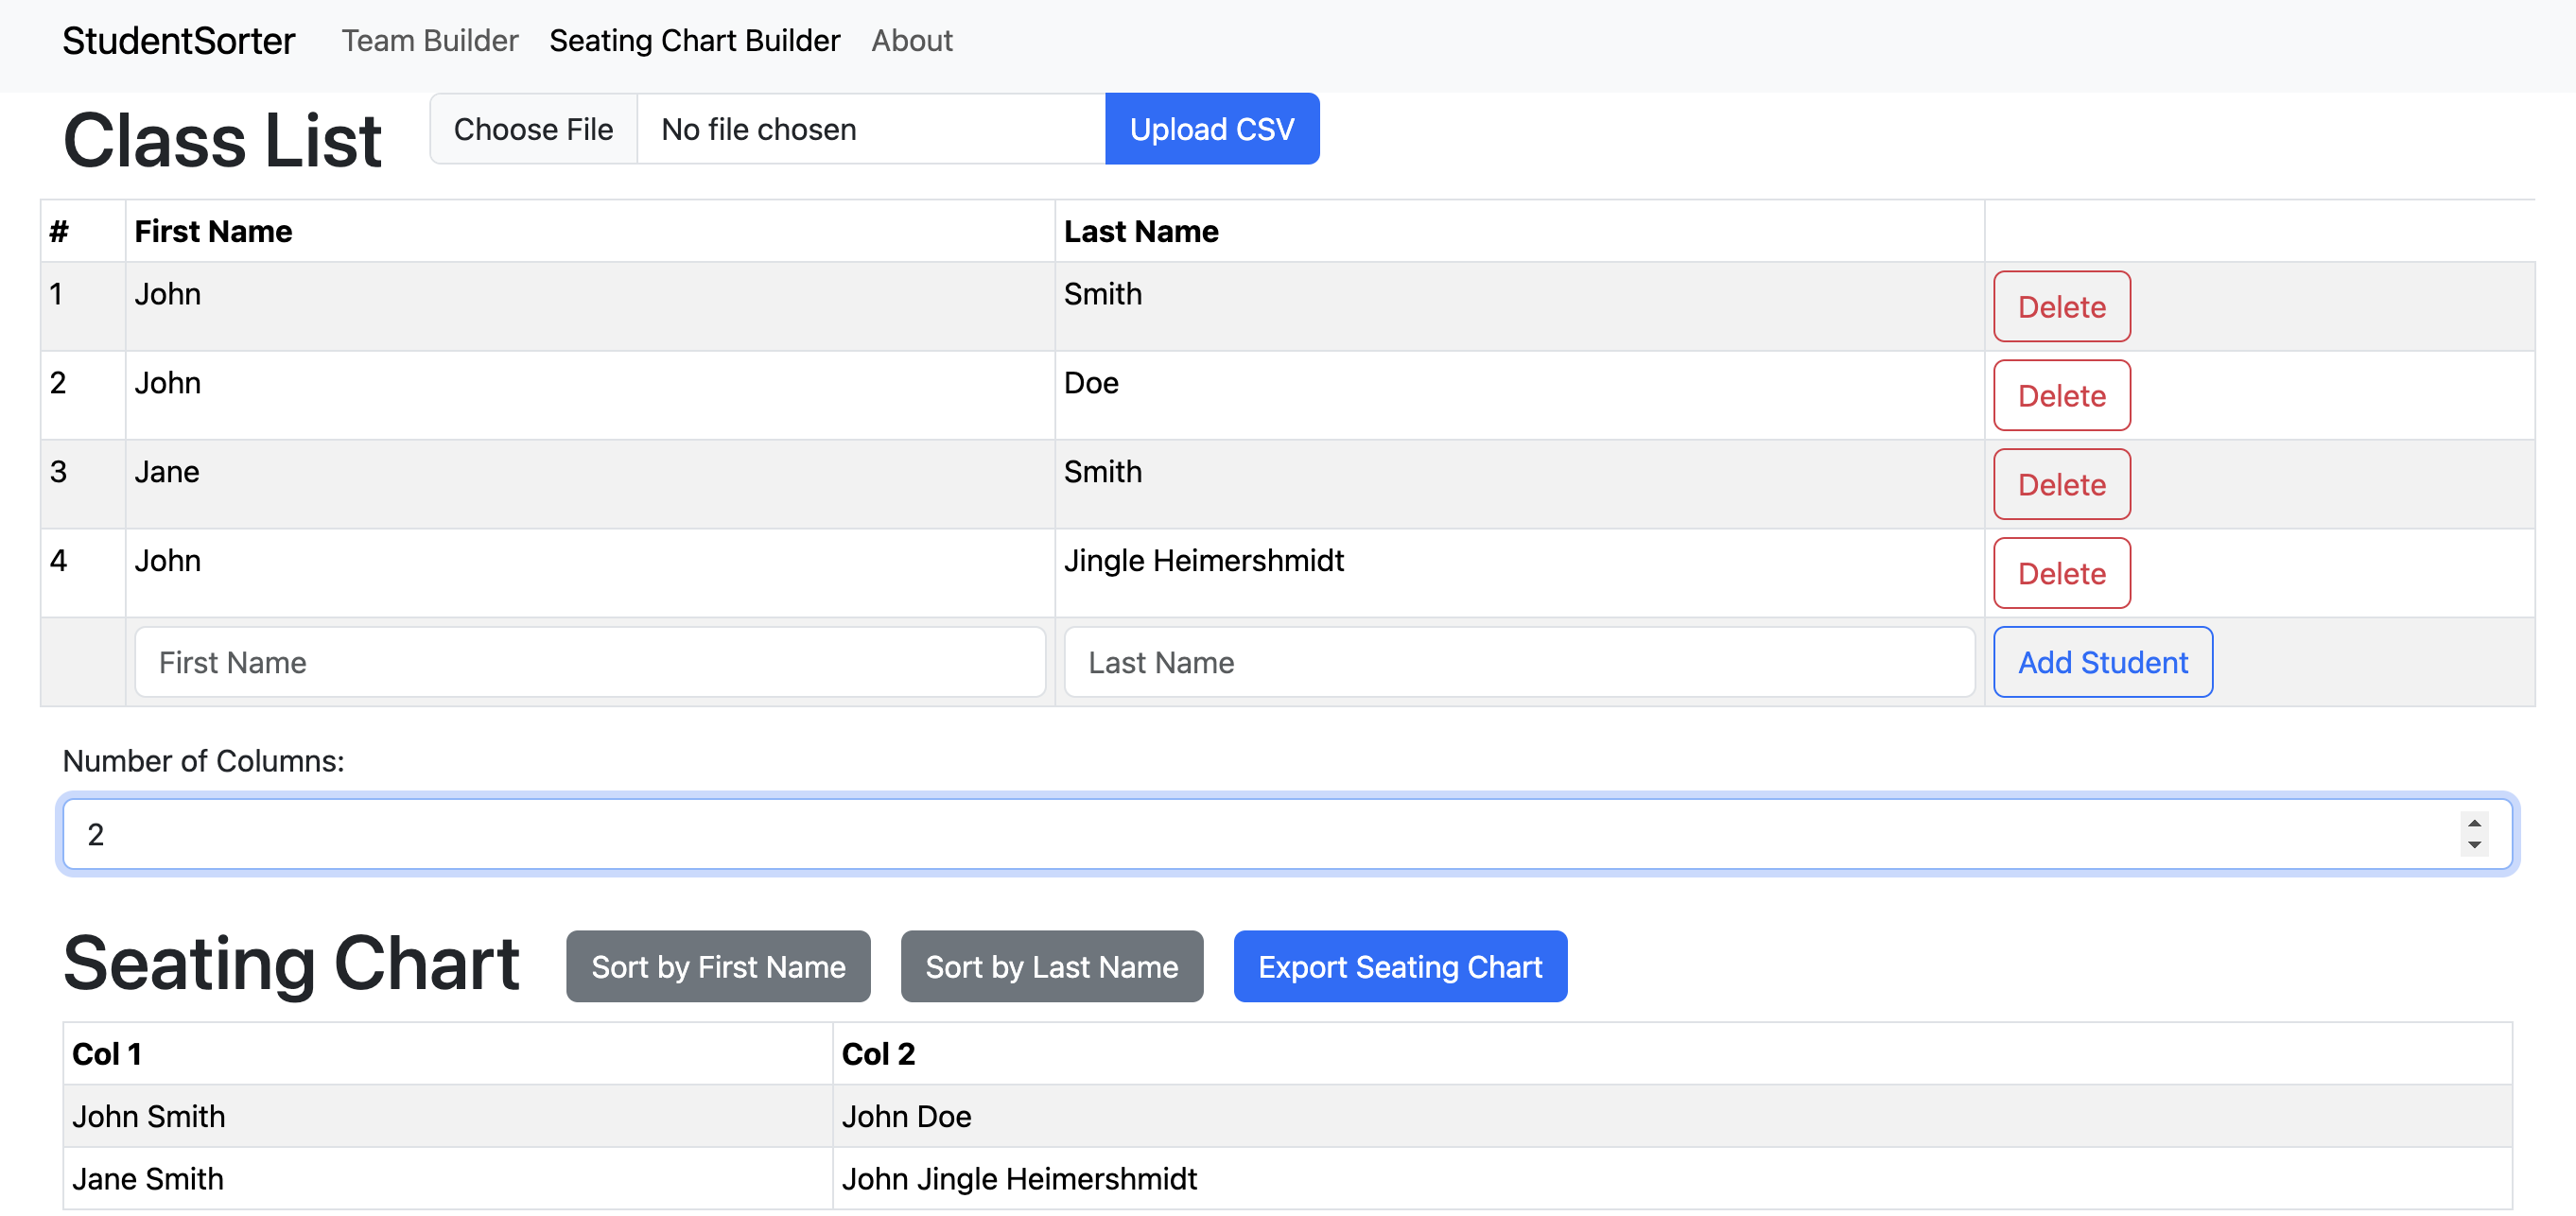 StudentSorter Team Builder Seating Chart Builder About
Class List Choose File No file chosen Upload CSV
# First Name Last Name
1 John Smith Delete
2 John Doe Delete
3 Jane Smith Delete
4 John Jingle Heimershmidt Delete
First Name Last Name Add Student
Number of Columns:
2
Seating Chart Sort by First Name Sort by Last Name Export Seating Chart
Col 1 Col 2
John Smith John Doe
Jane Smith John Jingle Heimershmidt